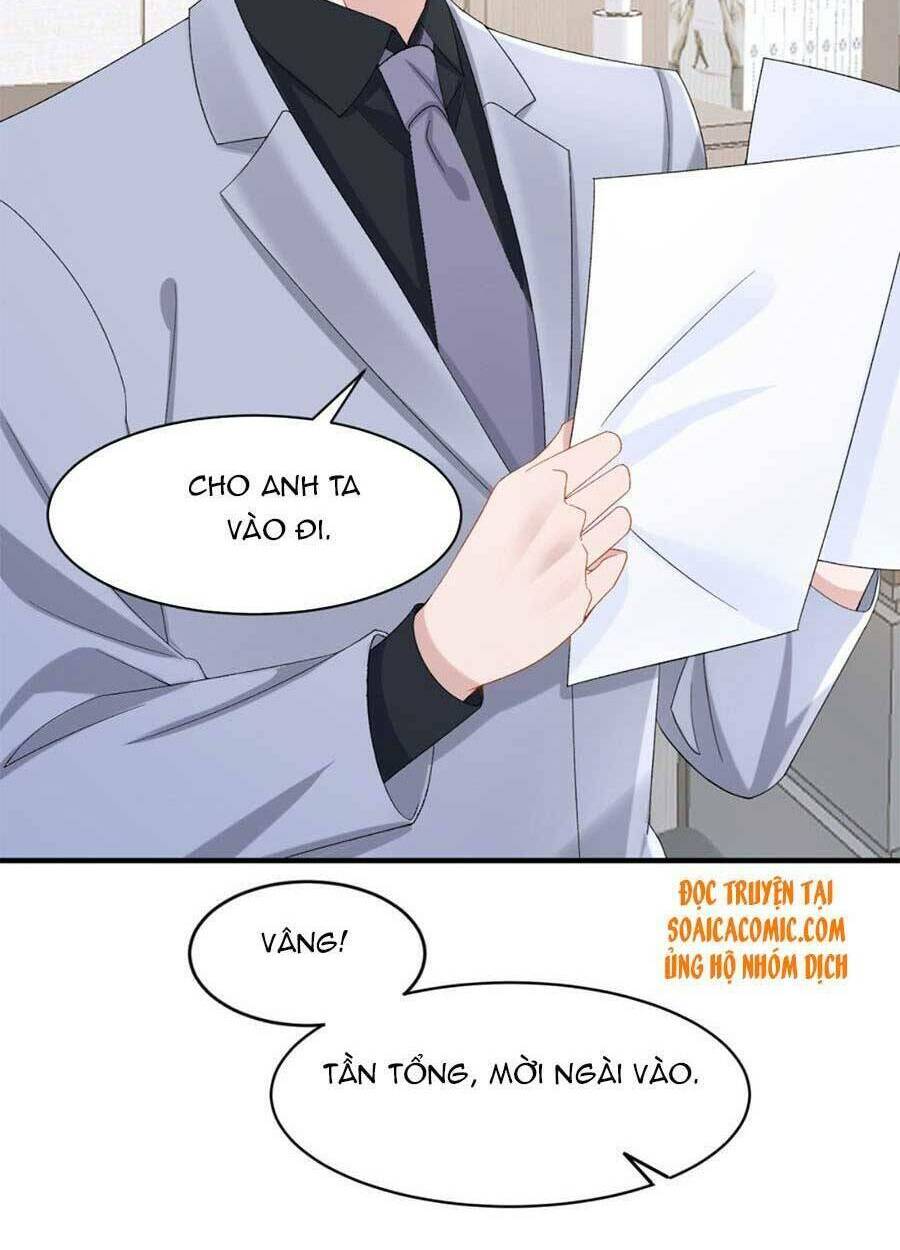 CHO ANH TA
VÀO ĐI.
ĐỌC TRUYỆN TẠI
SOAICACOMIC.COM
ỦNG HỘ NHÓM DỊCH
VÂNG!
TẦN TỔNG, MỜI NGÀI VÀO.